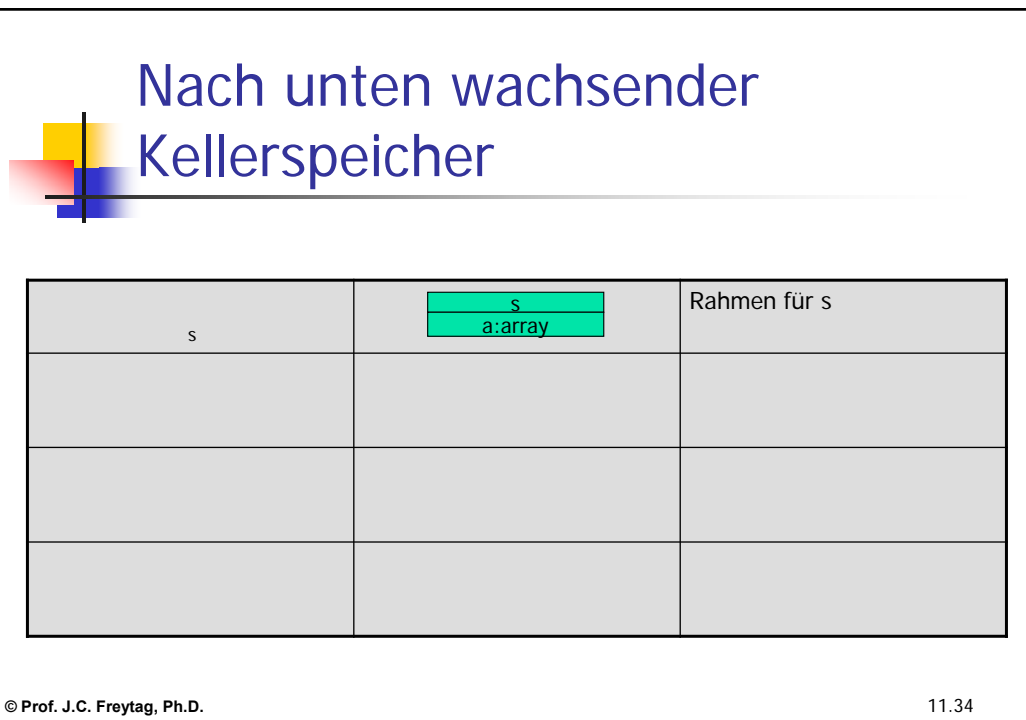 Nach unten wachsender
Kellerspeicher
s
s
a:array
Rahmen für s
© Prof. J.C. Freytag, Ph.D.
11.34